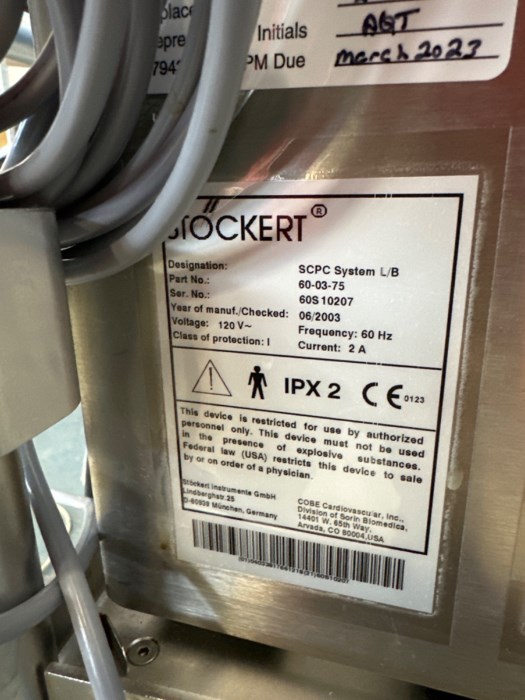 Initials AGT
PM Due March 2023
STÖCKERT®
Designation: SCPC System L/B
Part No.: 60-03-75
Ser. No.: 60S10207
Year of manuf./Checked: 06/2003
Voltage: 120 V~ Frequency: 60 Hz
Class of protection: I Current: 2 A
IPX 2 CE 0123
This device is restricted for use by authorized
personnel only. This device must not be used
in the presence of explosive substances.
Federal law (USA) restricts this device to sale
by or on order of a physician.
Stöckert Instrumente GmbH
Lindberghstr. 25
D-80939 München, Germany
COBE Cardiovascular, Inc.,
Division of Sorin Biomedica,
14401 W. 65th Way,
Arvada, CO 80004,USA